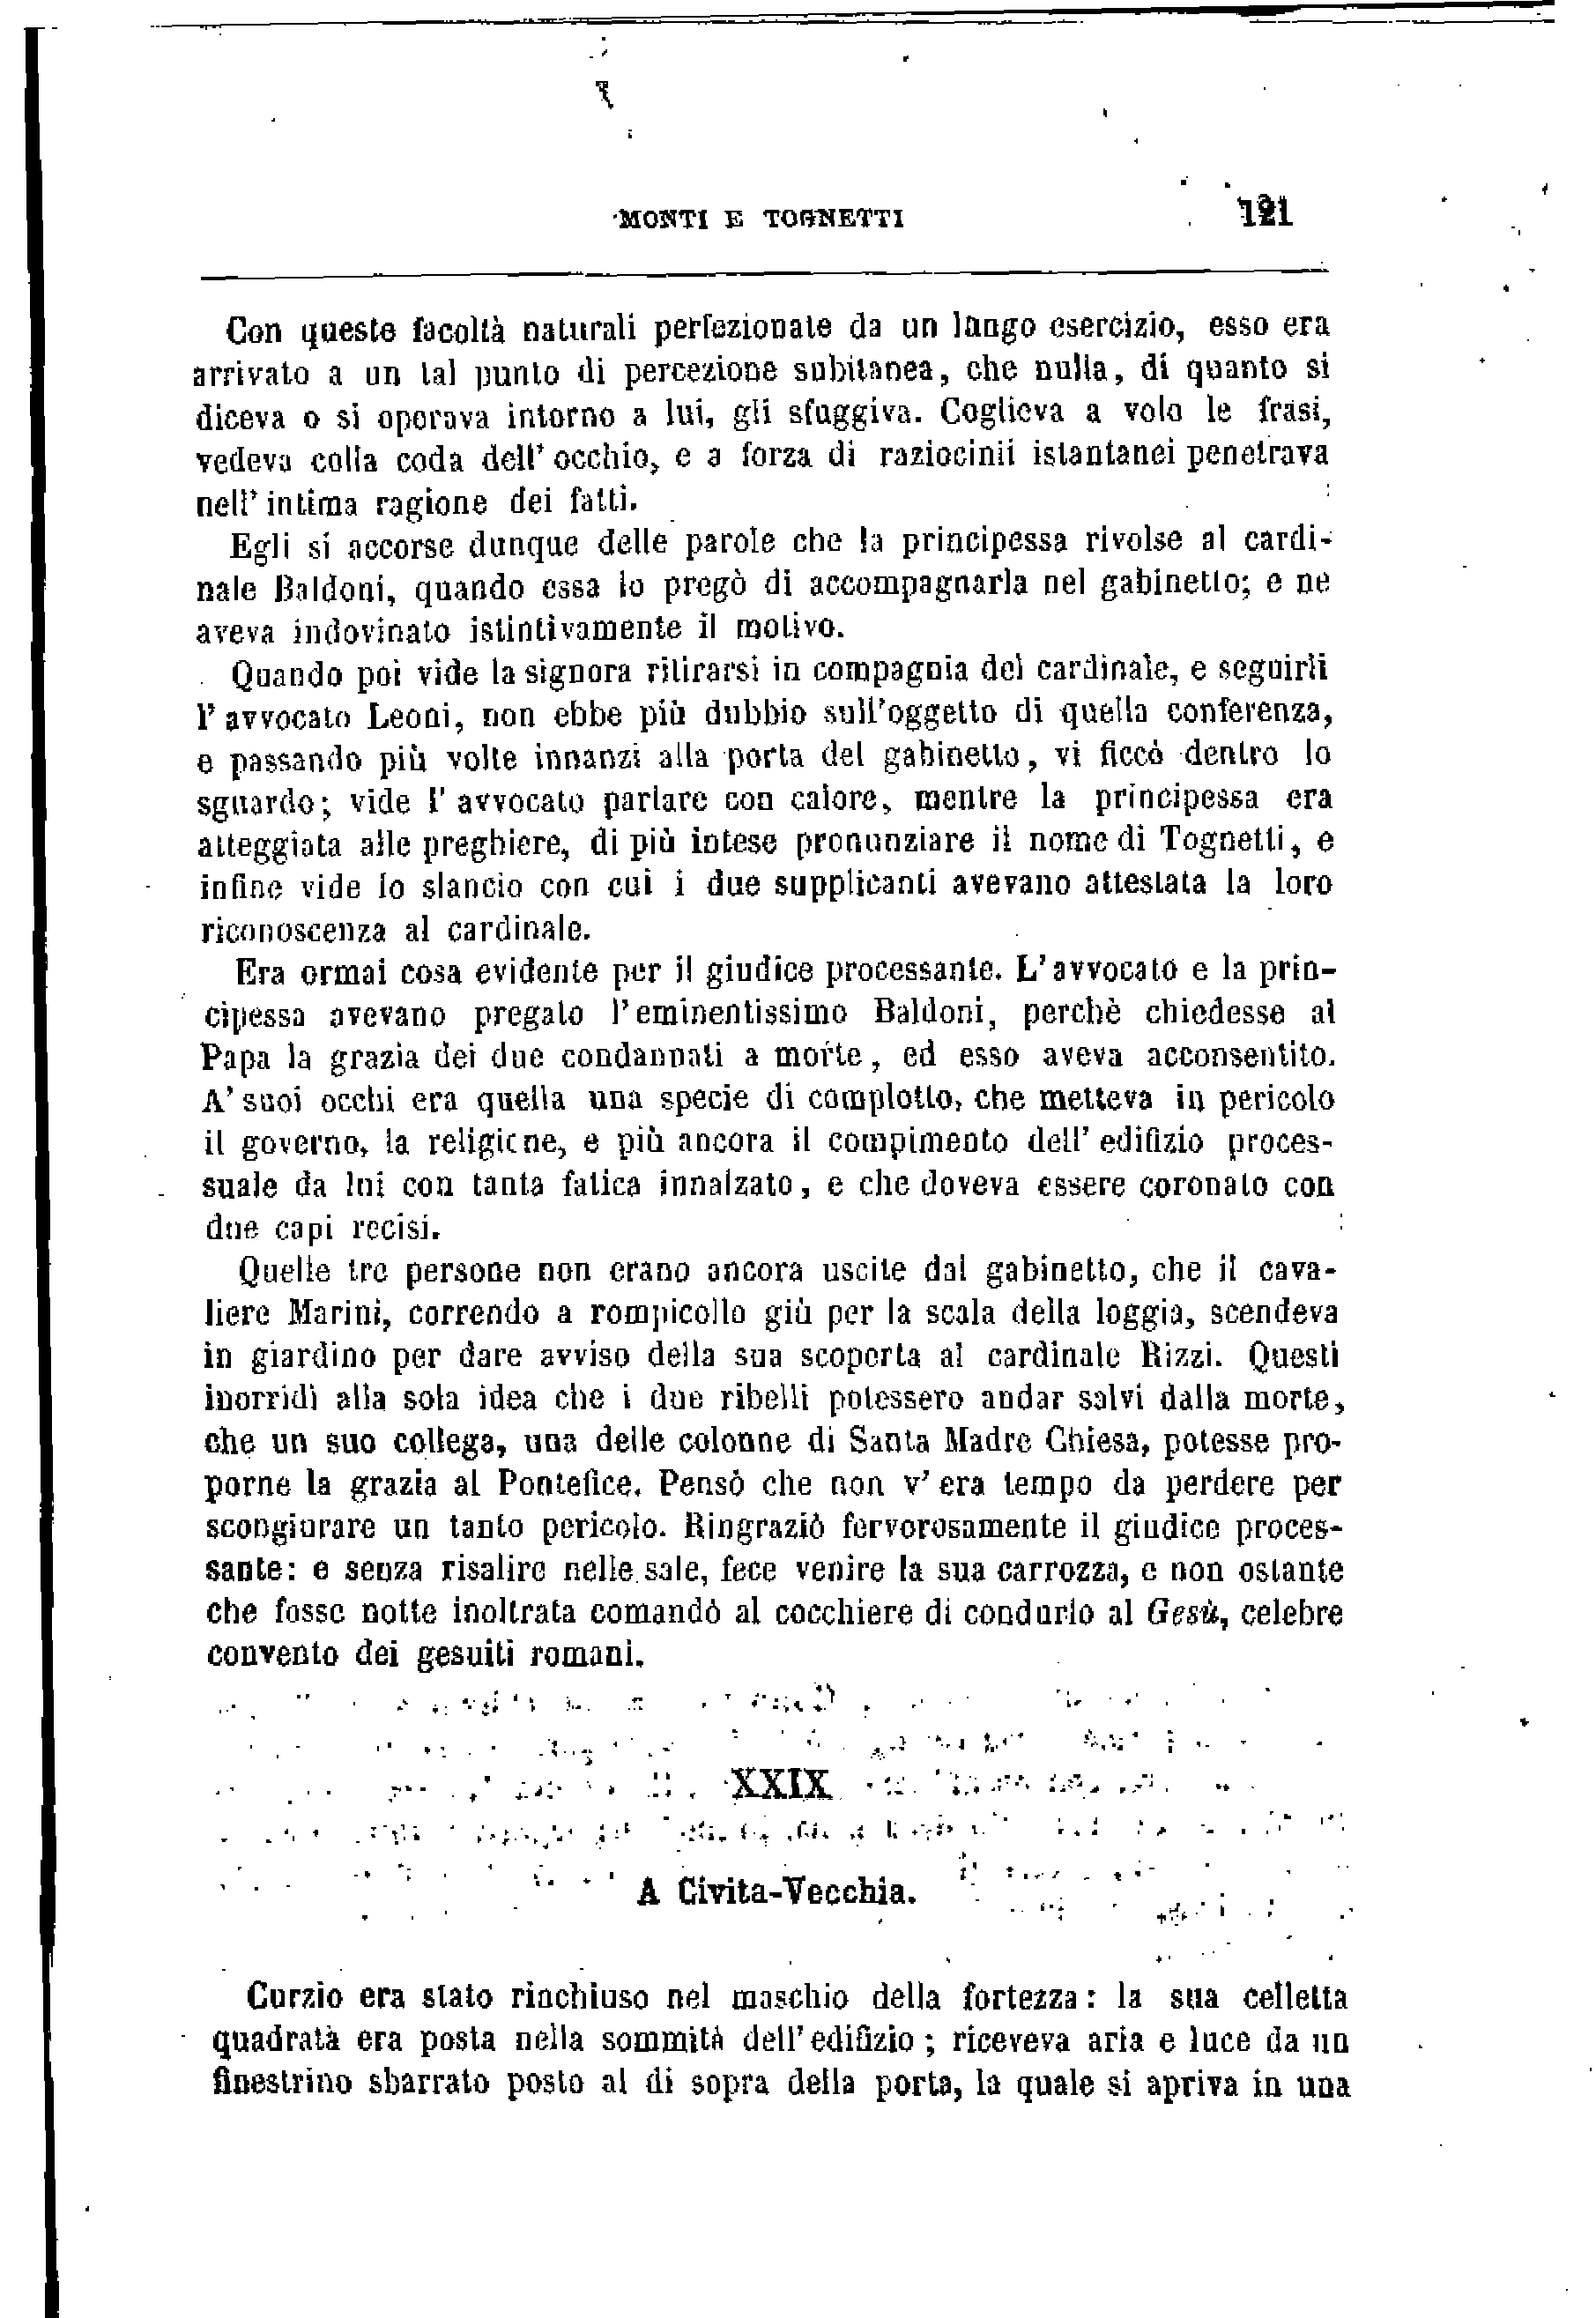 MONTI E TOGNETTI 121
Con queste facoltà naturali perfezionate da un lungo esercizio, esso era
arrivato a un tal punto di percezione subitanea, che nulla, di quanto si
diceva o si operava intorno a lui, gli sfuggiva. Coglieva a volo le frasi,
vedeva colla coda dell' occhio, e a forza di raziocinii istantanei penetrava
nell' intima ragione dei fatti.
Egli si accorse dunque delle parole che la principessa rivolse al cardi-
nale Baldoni, quando essa lo pregò di accompagnarla nel gabinetto; e ne
aveva indovinato istintivamente il motivo.
Quando poi vide la signora ritirarsi in compagnia del cardinale, e seguirli
l' avvocato Leoni, non ebbe più dubbio sull'oggetto di quella conferenza,
e passando più volte innanzi alla porta del gabinetto, vi ficcò dentro lo
sguardo; vide l' avvocato parlare con calore, mentre la principessa era
atteggiata alle preghiere, di più intese pronunziare il nome di Tognetti, e
infine vide lo slancio con cui i due supplicanti avevano attestata la loro
riconoscenza al cardinale.
Era ormai cosa evidente per il giudice processante. L'avvocato e la prin-
cipessa avevano pregato l'eminentissimo Baldoni, perchè chiedesse al
Papa la grazia dei due condannati a morte, ed esso aveva acconsentito.
A' suoi occhi era quella una specie di complotto, che metteva in pericolo
il governo, la religione, e più ancora il compimento dell' edifizio proces-
suale da lui con tanta fatica innalzato, e che doveva essere coronato con
due capi recisi.
Quelle tre persone non erano ancora uscite dal gabinetto, che il cava-
liere Marini, correndo a rompicollo giù per la scala della loggia, scendeva
in giardino per dare avviso della sua scoperta al cardinale Rizzi. Questi
inorridì alla sola idea che i due ribelli potessero andar salvi dalla morte,
che un suo collega, una delle colonne di Santa Madre Chiesa, potesse pro-
porne la grazia al Pontefice. Pensò che non v' era tempo da perdere per
scongiurare un tanto pericolo. Ringraziò fervorosamente il giudice proces-
sante: e senza risalire nelle sale, fece venire la sua carrozza, e non ostante
che fosse notte inoltrata comandò al cocchiere di condurlo al Gesù, celebre
convento dei gesuiti romani.
XXIX
A Civita-Vecchia.
Curzio era stato rinchiuso nel maschio della fortezza: la sua celletta
quadrata era posta nella sommità dell'edifizio; riceveva aria e luce da un
finestrino sbarrato posto al di sopra della porta, la quale si apriva in una